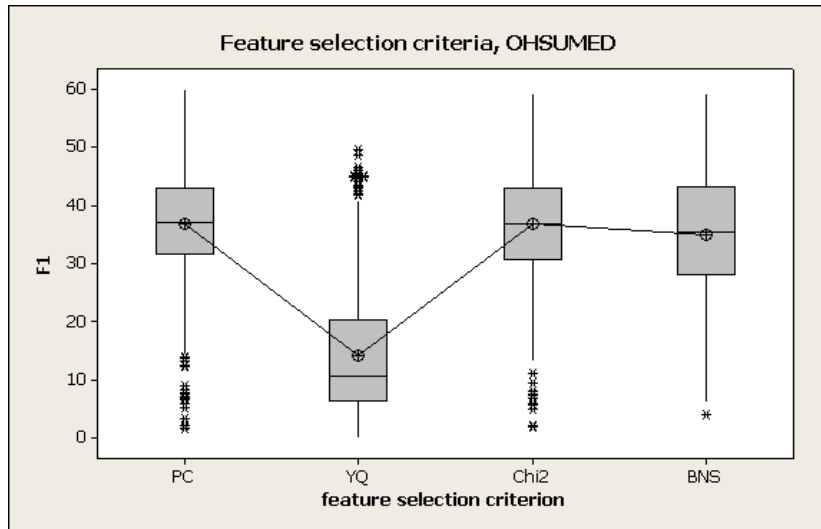 Feature selection criteria, OHSUMED
60
50
40
30
20
10
0
F1
PC YQ Chi2 BNS
feature selection criterion